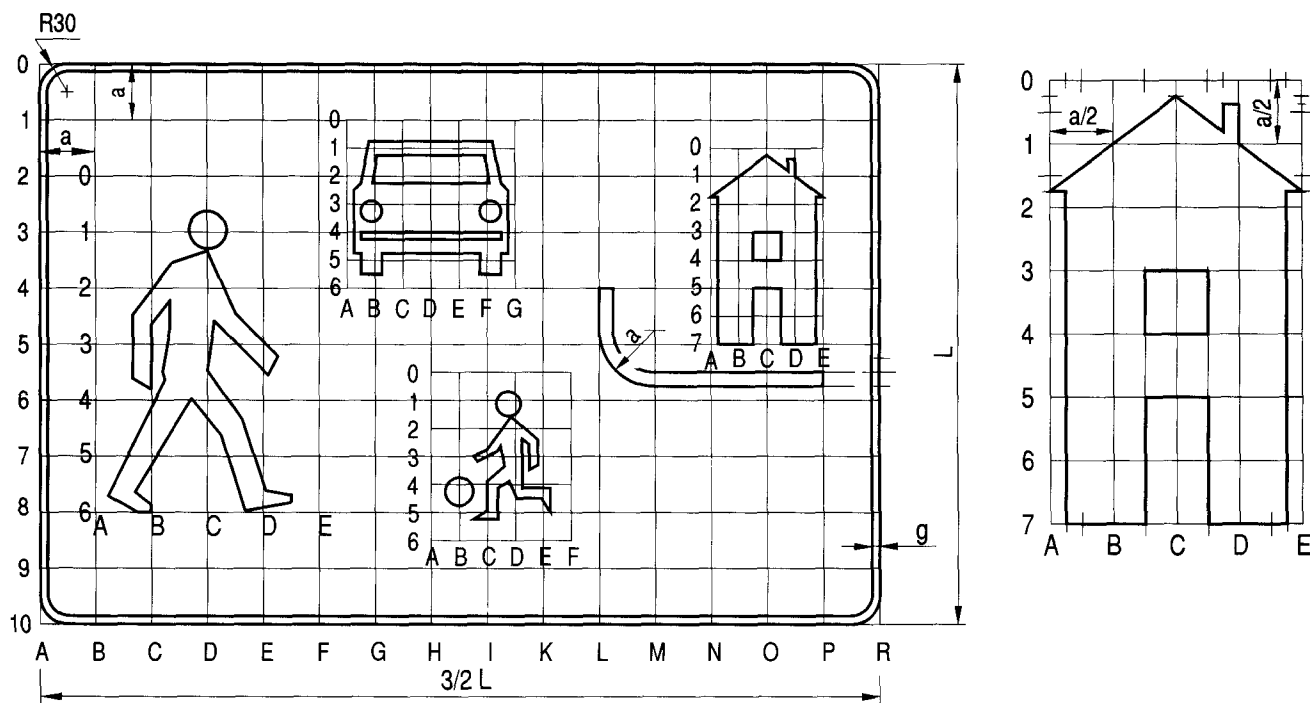 R30
0 1 2 3 4 5 6 7 8 9 10
A B C D E F G H I K L M N O P R
3/2 L
L
g
a
a
0 1 2 3 4 5 6
A B C D E
0 1 2 3 4 5 6
A B C D E F G
0 1 2 3 4 5 6
A B C D E F
a
0 1 2 3 4 5 6 7
A B C D E
0 1 2 3 4 5 6 7
A B C D E
a/2
a/2